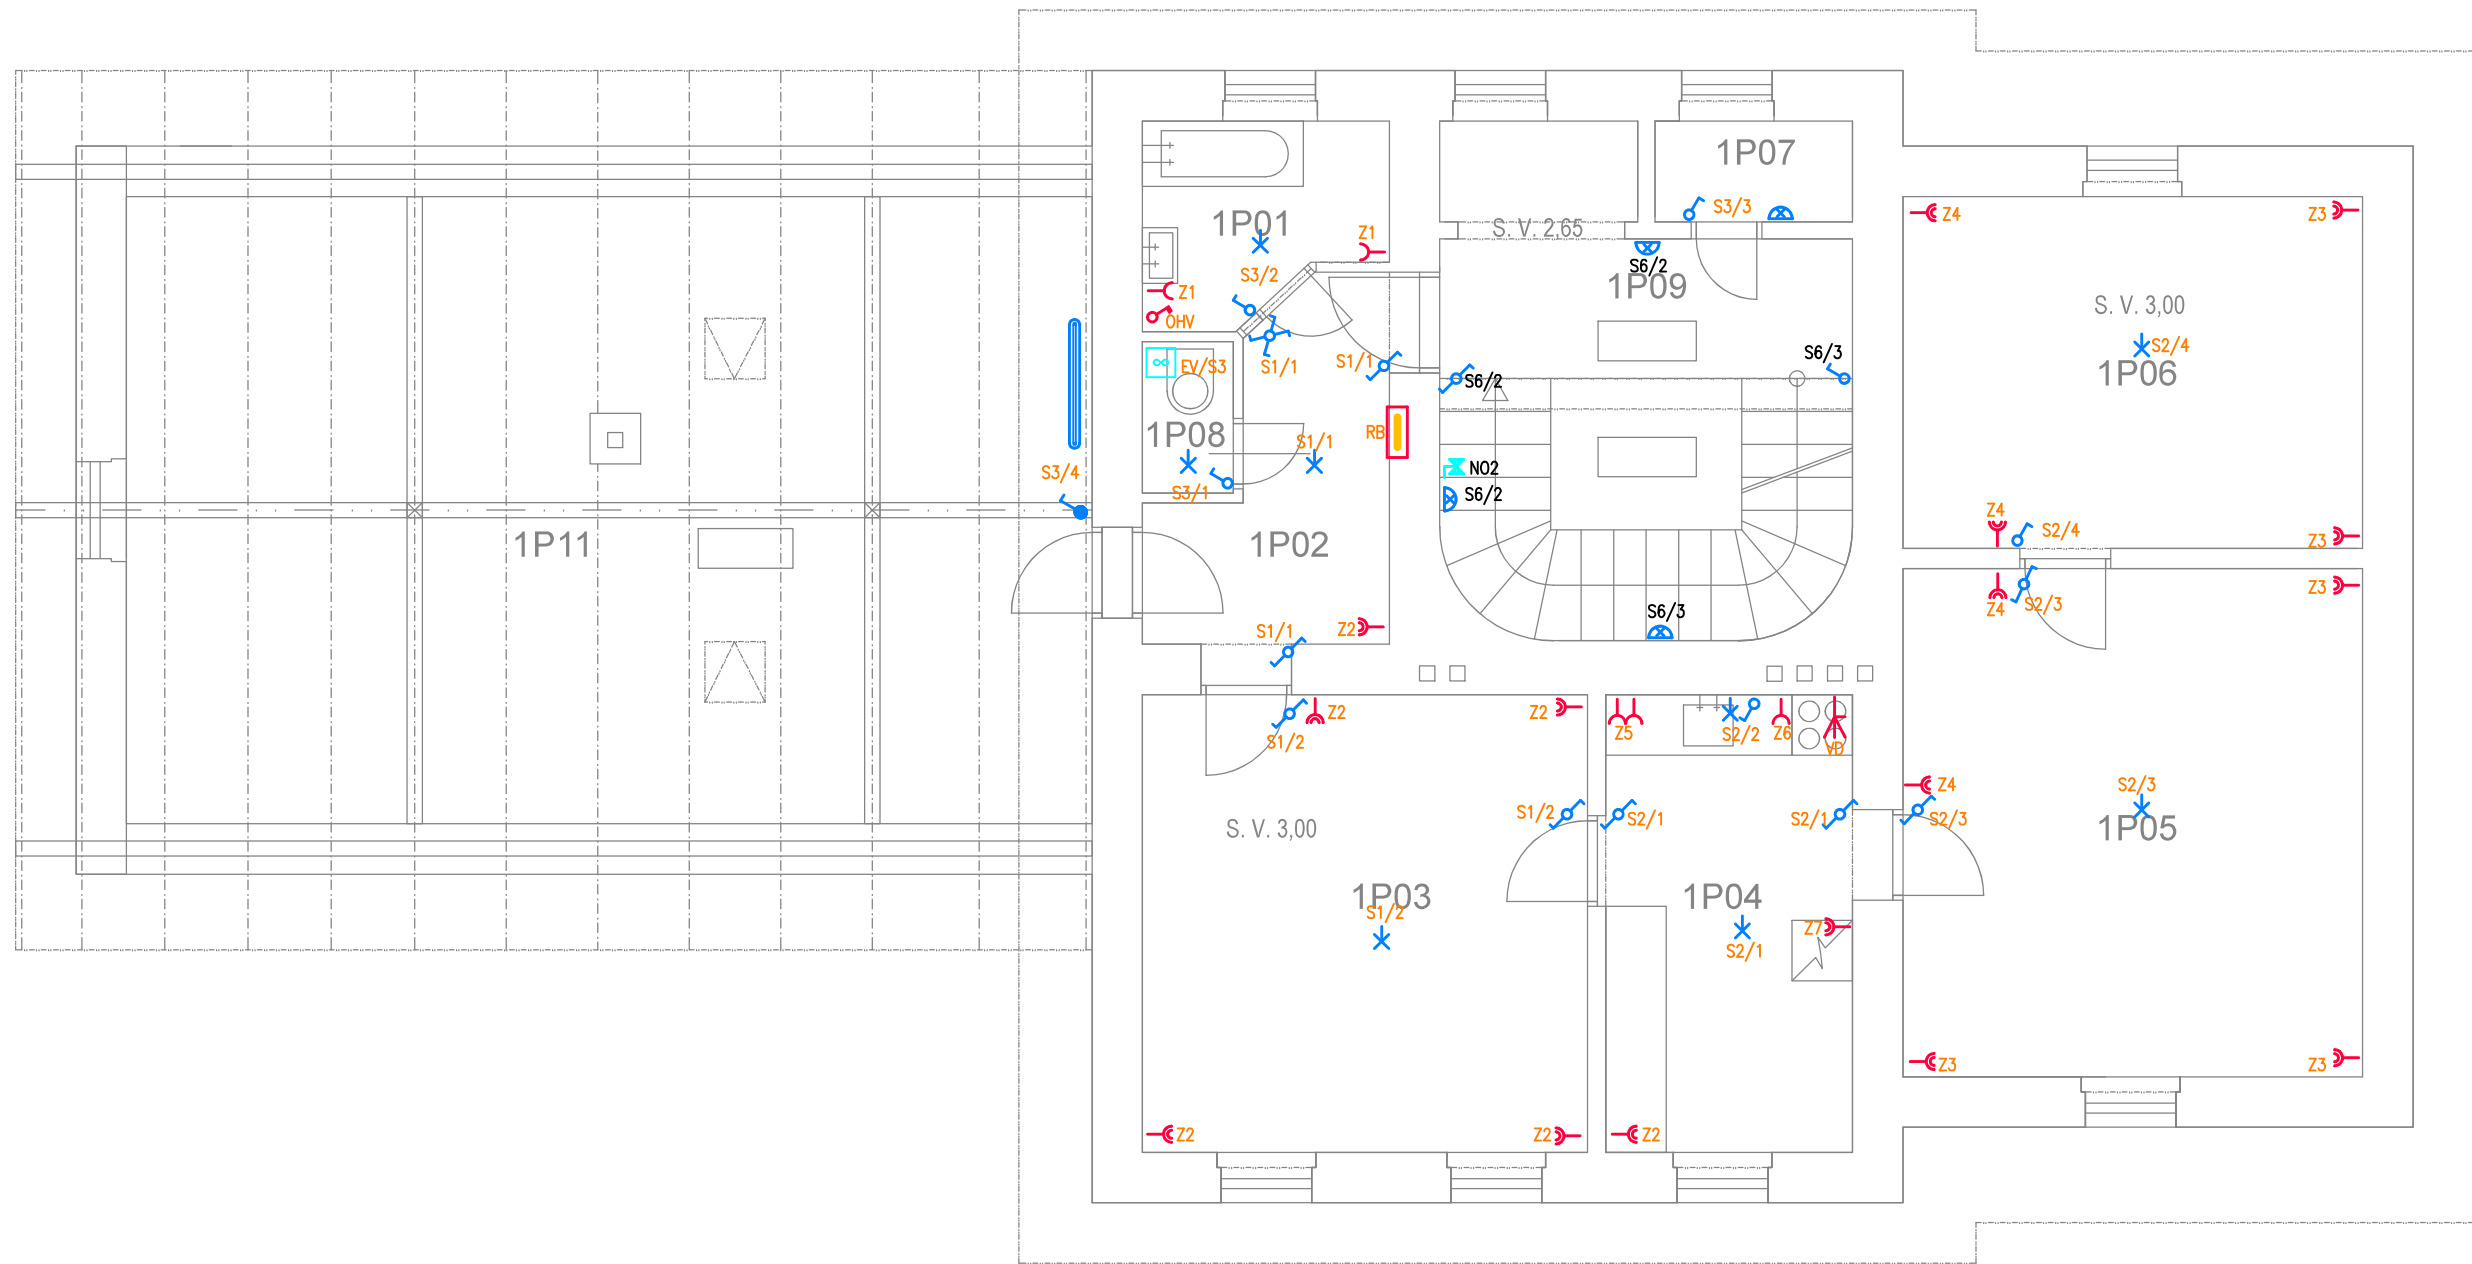 1P07
S3/3
1P01
Z1
S. V. 2,65
Z4
Z3
S3/2
S6/2
1P09
Z1
OHV
S. V. 3,00
S2/4
1P06
EV/S3
S1/1
S1/1
S6/2
S6/3
1P08
S1/1
RB
S3/4
NO2
S3/1
S6/2
1P11
1P02
Z4
S2/4
Z3
Z3
Z4
S2/3
S6/3
S1/1
Z2
Z2
Z2
S1/2
Z5
S2/2
Z6
VD
S2/3
Z4
S1/2
S2/1
S2/1
S2/3
1P05
S. V. 3,00
1P03
S1/2
1P04
Z7
S2/1
Z3
Z3
Z2
Z2
Z2